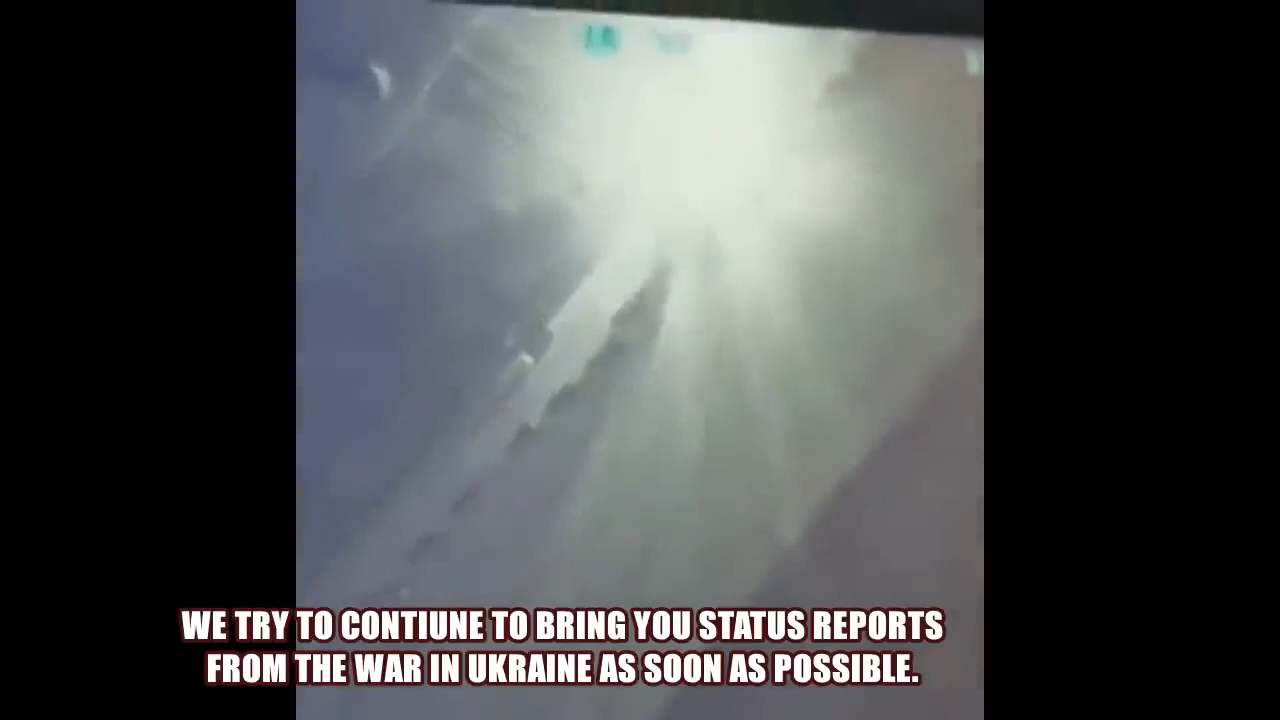 WE TRY TO CONTIUNE TO BRING YOU STATUS REPORTS
FROM THE WAR IN UKRAINE AS SOON AS POSSIBLE.